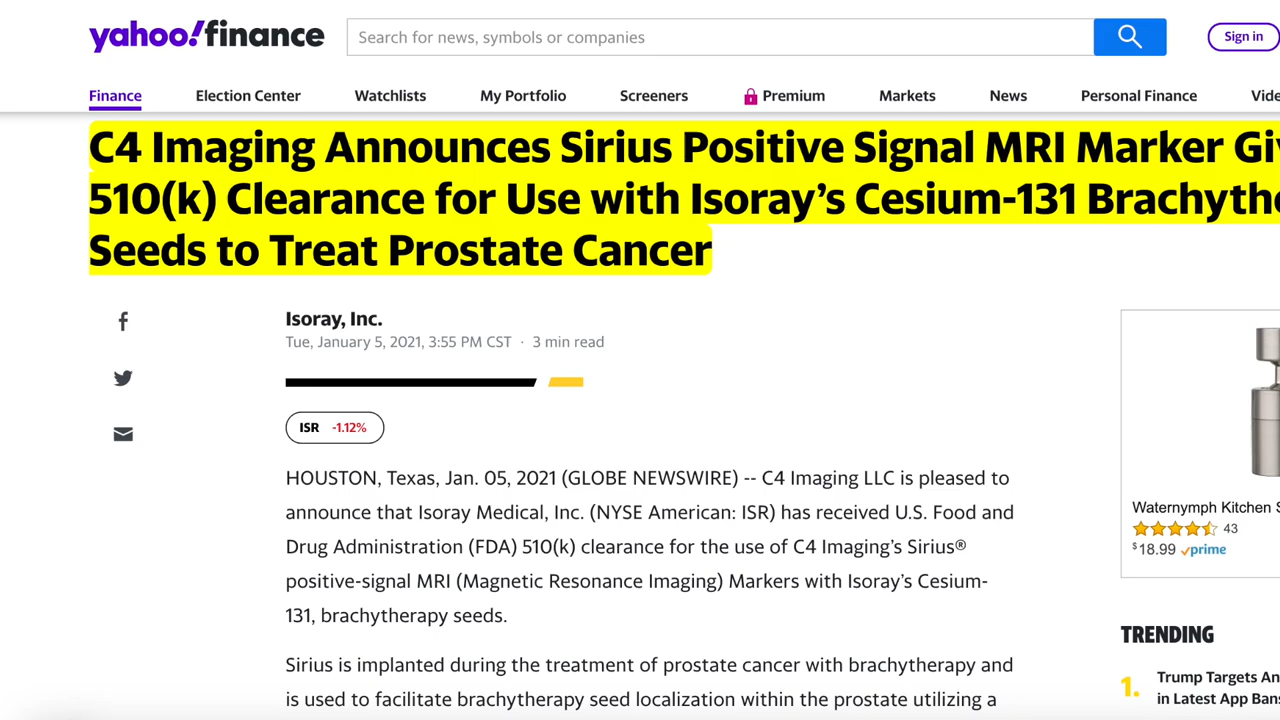 yahoo!finance
Search for news, symbols or companies
Sign in
Finance
Election Center
Watchlists
My Portfolio
Screeners
Premium
Markets
News
Personal Finance
C4 Imaging Announces Sirius Positive Signal MRI Marker
510(k) Clearance for Use with Isoray’s Cesium-131
Seeds to Treat Prostate Cancer
Isoray, Inc.
Tue, January 5, 2021, 3:55 PM CST · 3 min read
ISR -1.12%
HOUSTON, Texas, Jan. 05, 2021 (GLOBE NEWSWIRE) -- C4 Imaging LLC is pleased to
announce that Isoray Medical, Inc. (NYSE American: ISR) has received U.S. Food and
Drug Administration (FDA) 510(k) clearance for the use of C4 Imaging’s Sirius®
positive-signal MRI (Magnetic Resonance Imaging) Markers with Isoray’s Cesium-
131, brachytherapy seeds.
Sirius is implanted during the treatment of prostate cancer with brachytherapy and
is used to facilitate brachytherapy seed localization within the prostate utilizing a
Waternymph Kitchen
43
$18.99 prime
TRENDING
1. Trump Targets
in Latest App